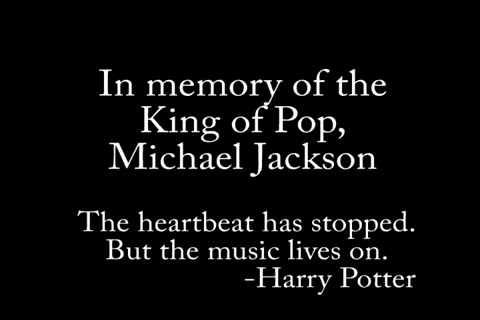 In memory of the
King of Pop,
Michael Jackson
The heartbeat has stopped.
But the music lives on.
-Harry Potter